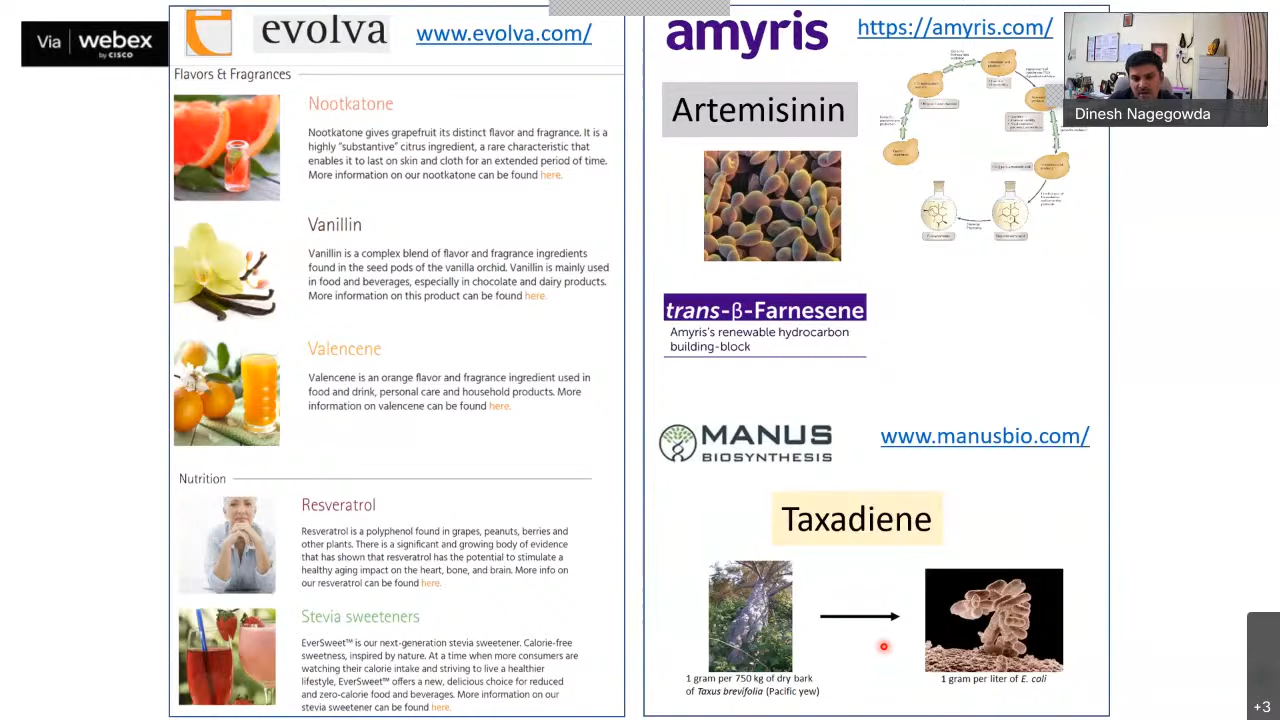 Via webex
by CISCO
evolva
www.evolva.com/
Flavors & Fragrances
Nootkatone
Nootkatone gives grapefruit its distinct flavor and fragrance. It is a
highly "substantive" citrus ingredient, a rare characteristic that
enables it to last on skin and cloth for an extended period of time.
More information on our nootkatone can be found here.
Vanillin
Vanillin is a complex blend of flavor and fragrance ingredients
found in the seed pods of the vanilla orchid. Vanillin is mainly used
in food and beverages, especially in chocolate and dairy products.
More information on this product can be found here.
Valencene
Valencene is an orange flavor and fragrance ingredient used in
food and drink, personal care and household products. More
information on valencene can be found here.
Nutrition
Resveratrol
Resveratrol is a polyphenol found in grapes, peanuts, berries and
other plants. There is a significant and growing body of evidence
that has shown that resveratrol has the potential to stimulate a
healthy aging impact on the heart, bone, and brain. More info on
our resveratrol can be found here.
Stevia sweeteners
EverSweet™ is our next-generation stevia sweetener. Calorie-free
sweetness, inspired by nature. At a time when more consumers are
watching their calorie intake and striving to live a healthier
lifestyle, EverSweet™ offers a new, delicious choice for reduced
and zero-calorie food and beverages. More information on our
stevia sweetener can be found here.
amyris
https://amyris.com/
Artemisinin
trans-β-Farnesene
Amyris's renewable hydrocarbon
building-block
MANUS
BIOSYNTHESIS
www.manusbio.com/
Taxadiene
1 gram per 750 kg of dry bark
of Taxus brevifolia (Pacific yew)
1 gram per liter of E. coli
Dinesh Nagegowda
+3